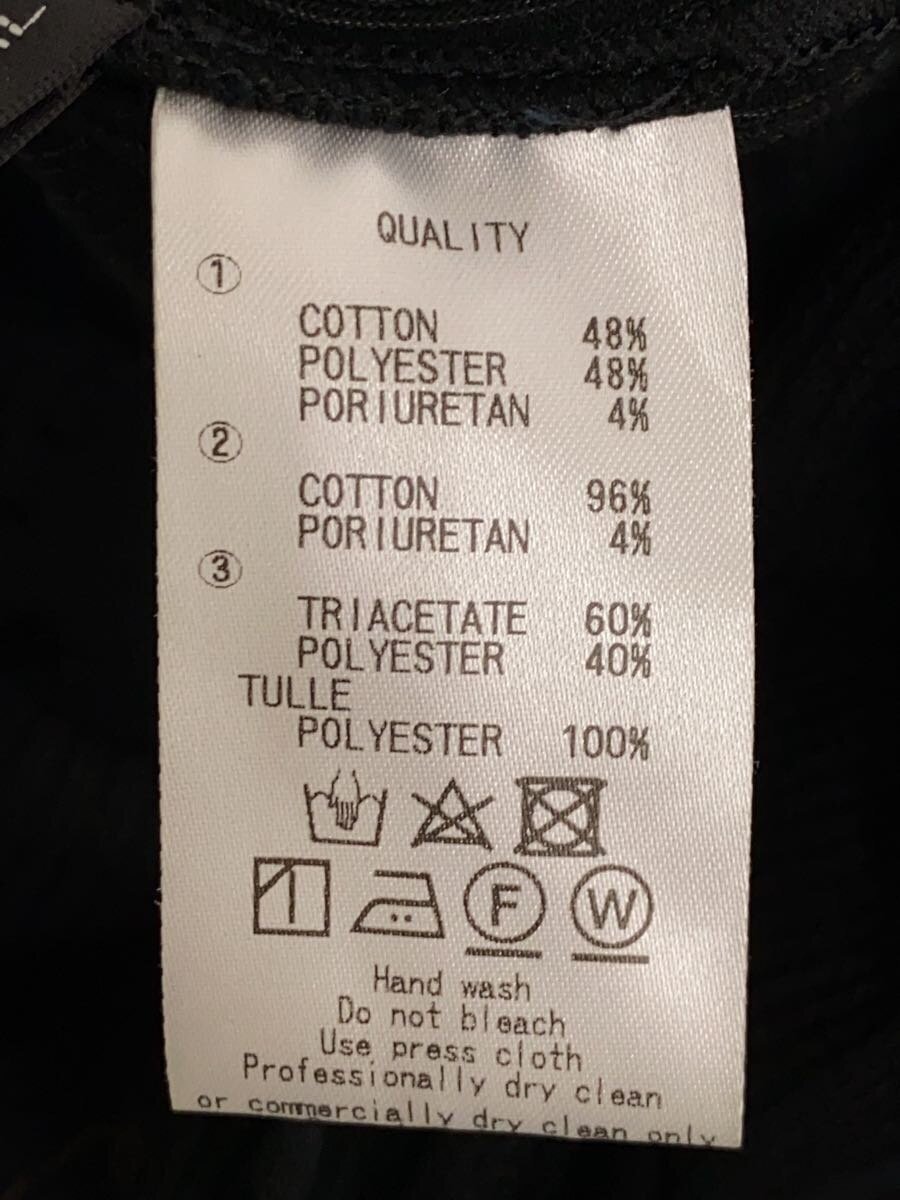 QUALITY
①
COTTON 48%
POLYESTER 48%
PORIURETAN 4%
②
COTTON 96%
PORIURETAN 4%
③
TRIACETATE 60%
POLYESTER 40%
TULLE
POLYESTER 100%
F W
Hand wash
Do not bleach
Use press cloth
Professionally dry clean
or commercially dry clean only